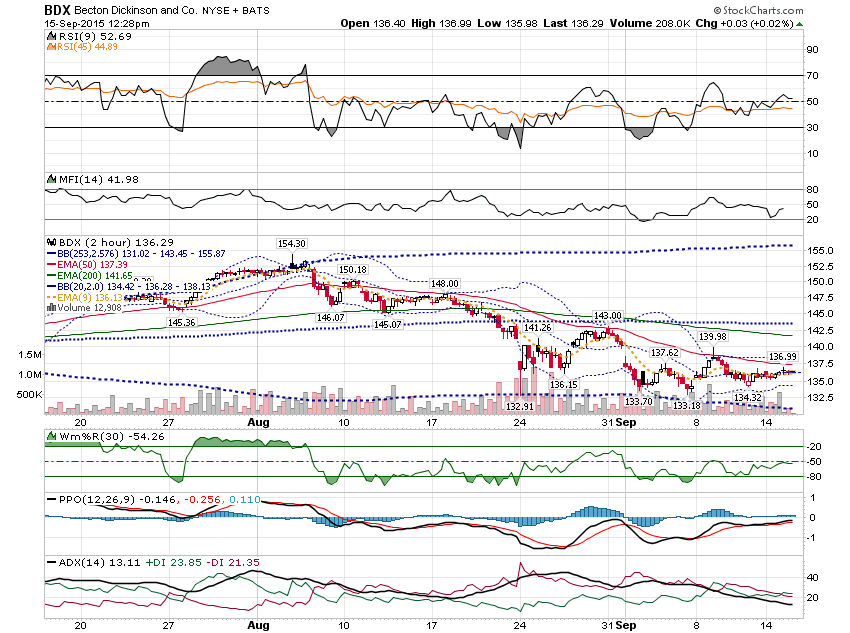 BDX Becton Dickinson and Co. NYSE + BATS
© StockCharts.com
15-Sep-2015 12:28pm
Open 136.40 High 136.99 Low 135.98 Last 136.29 Volume 208.0K Chg +0.03 (+0.02%)
RSI(9) 52.69
RSI(45) 44.89
90
70
50
30
10
MFI(14) 41.98
80
50
20
BDX (2 hour) 136.29
BB(253,2.576) 131.02 - 143.45 - 155.87
EMA(50) 137.39
EMA(200) 141.65
BB(20,2.0) 134.42 - 136.28 - 138.13
EMA(9) 136.13
Volume 12,908
154.30
150.18
148.00
145.36
146.07
145.07
141.26
143.00
139.98
137.62
136.99
136.15
132.91
133.70
133.18
134.32
155.0
152.5
150.0
147.5
145.0
142.5
140.0
137.5
135.0
132.5
1.5M
1.0M
500K
20 27 Aug 10 17 24 31 Sep 8 14
Wm%R(30) -54.26
-20
-50
-80
PPO(12,26,9) -0.146, -0.256, 0.110
1
0
-1
ADX(14) 13.11 +DI 23.85 -DI 21.35
40
20
20 27 Aug 10 17 24 31 Sep 8 14